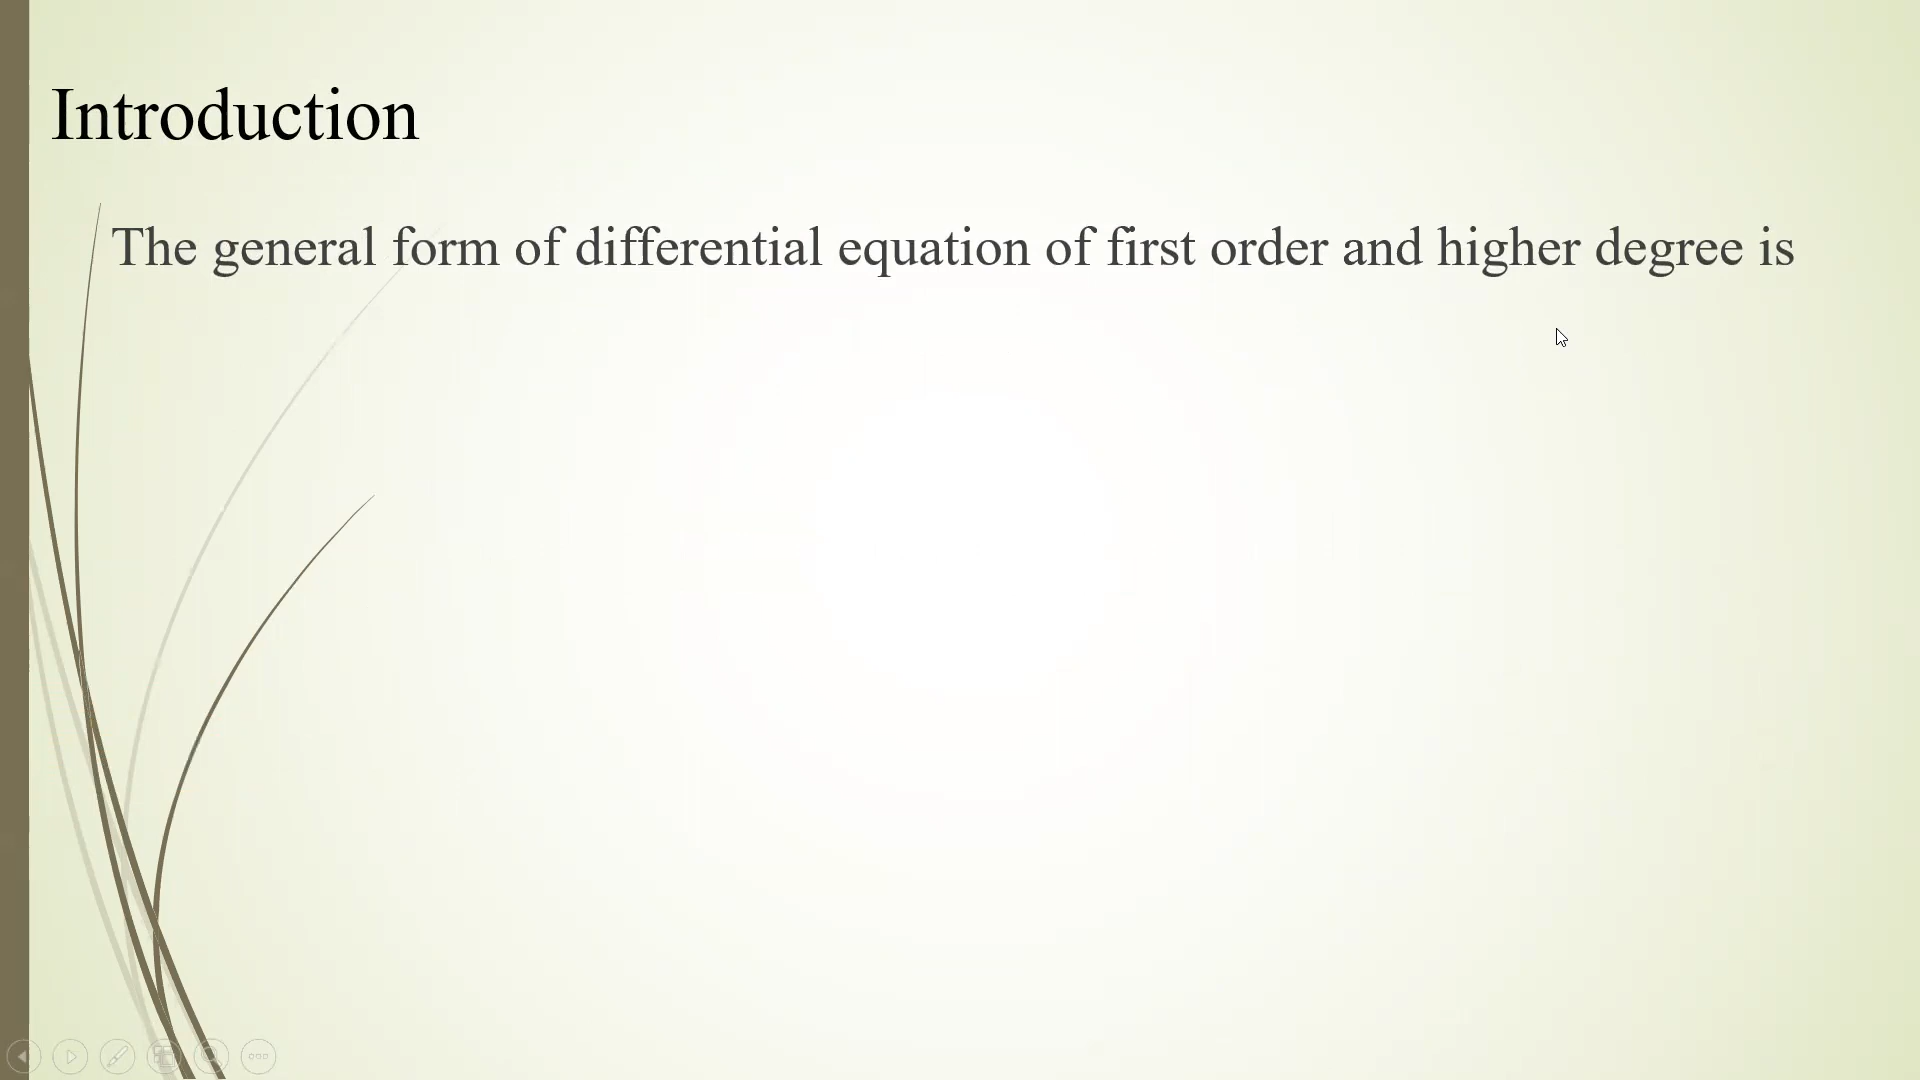 Introduction
The general form of differential equation of first order and higher degree is